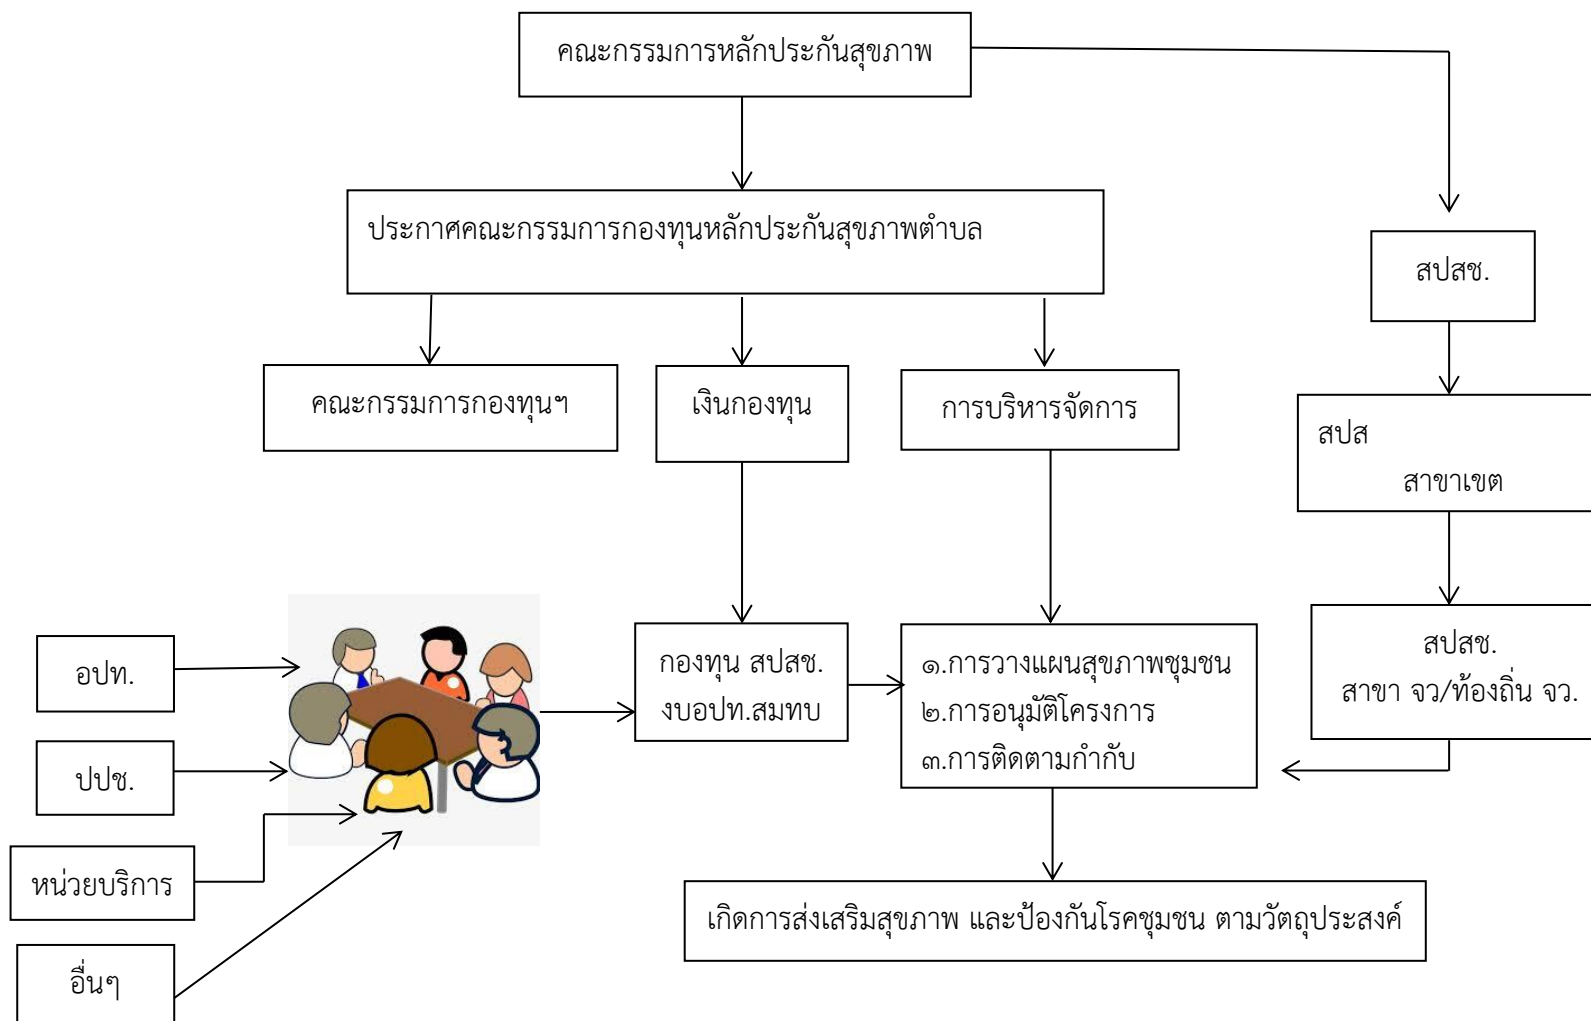 คณะกรรมการหลักประกันสุขภาพ
ประกาศคณะกรรมการกองทุนหลักประกันสุขภาพตำบล
สปสช.
คณะกรรมการกองทุนฯ
เงินกองทุน
การบริหารจัดการ
สปส
สาขาเขต
อปท.
ปปช.
หน่วยบริการ
อื่นๆ
กองทุน สปสช.
งบอปท.สมทบ
๑.การวางแผนสุขภาพชุมชน
๒.การอนุมัติโครงการ
๓.การติดตามกำกับ
สปสช.
สาขา จว/ท้องถิ่น จว.
เกิดการส่งเสริมสุขภาพ และป้องกันโรคชุมชน ตามวัตถุประสงค์